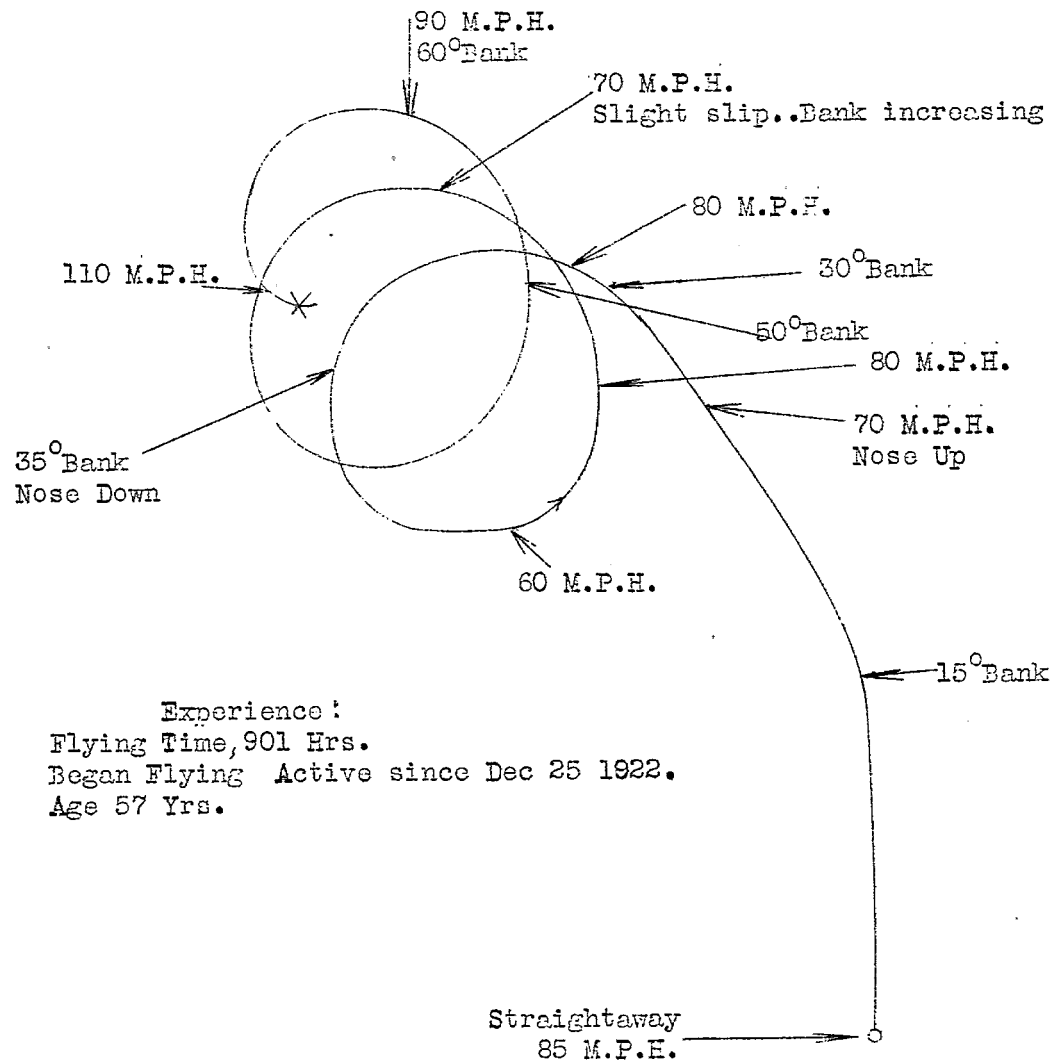 90 M.P.H.
60°Bank
70 M.P.H.
Slight slip..Bank increasing
80 M.P.H.
30°Bank
110 M.P.H.
50°Bank
80 M.P.H.
70 M.P.H.
Nose Up
35°Bank
Nose Down
60 M.P.H.
15°Bank
Experience:
Flying Time,901 Hrs.
Began Flying Active since Dec 25 1922.
Age 57 Yrs.
Straightaway
85 M.P.H.